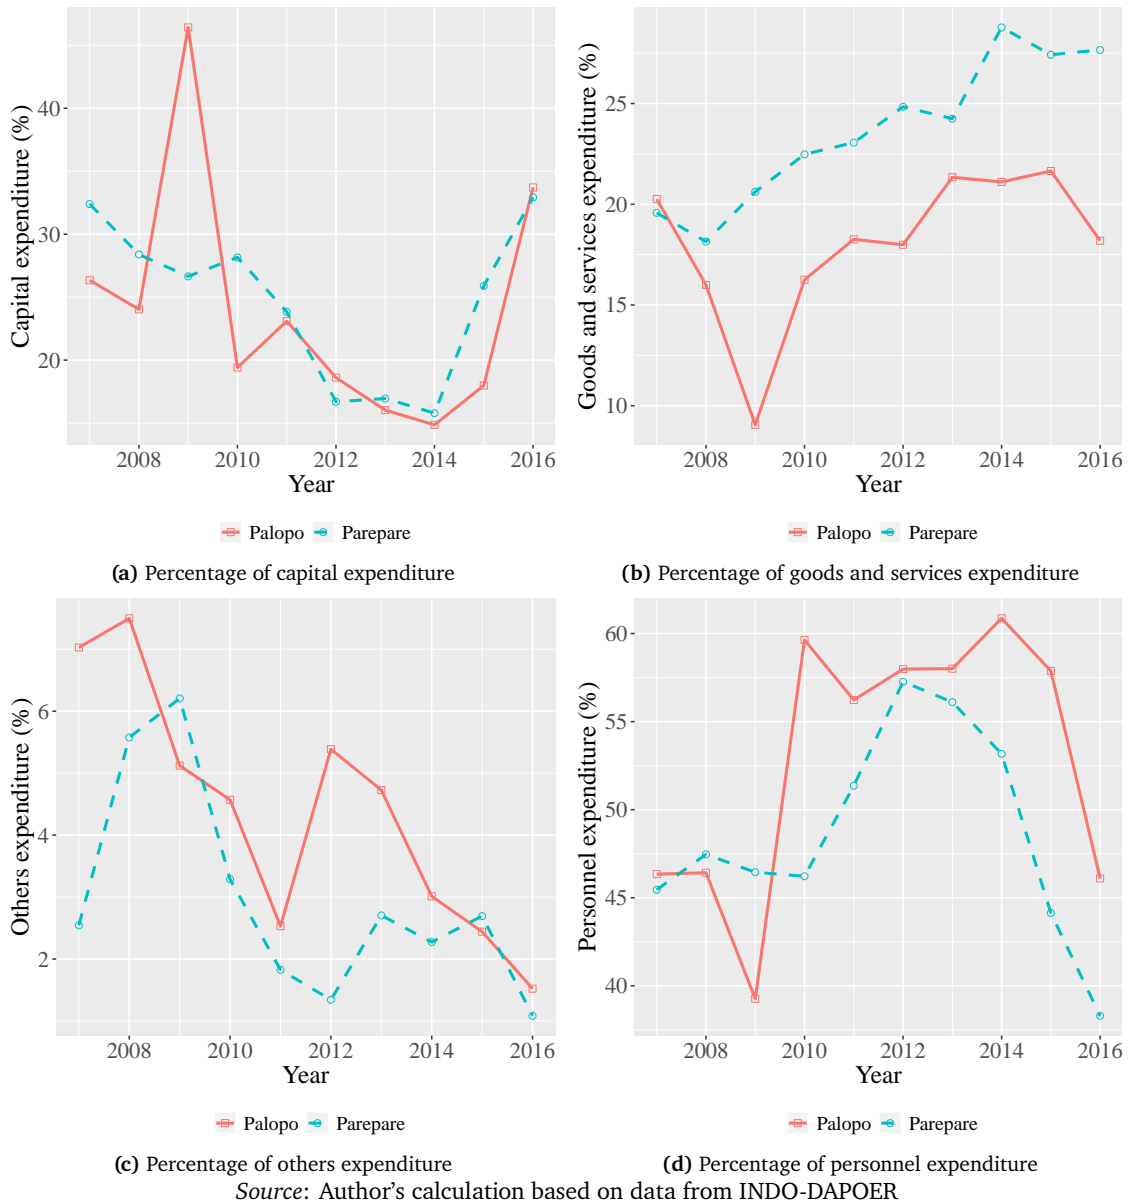 Capital expenditure (%)
40
30
20
2008 2010 2012 2014 2016
Year
Palopo Parepare
(a) Percentage of capital expenditure
Goods and services expenditure (%)
25
20
15
10
2008 2010 2012 2014 2016
Year
Palopo Parepare
(b) Percentage of goods and services expenditure
Others expenditure (%)
6
4
2
2008 2010 2012 2014 2016
Year
Palopo Parepare
(c) Percentage of others expenditure
Personnel expenditure (%)
60
55
50
45
40
2008 2010 2012 2014 2016
Year
Palopo Parepare
(d) Percentage of personnel expenditure
Source: Author's calculation based on data from INDO-DAPOER